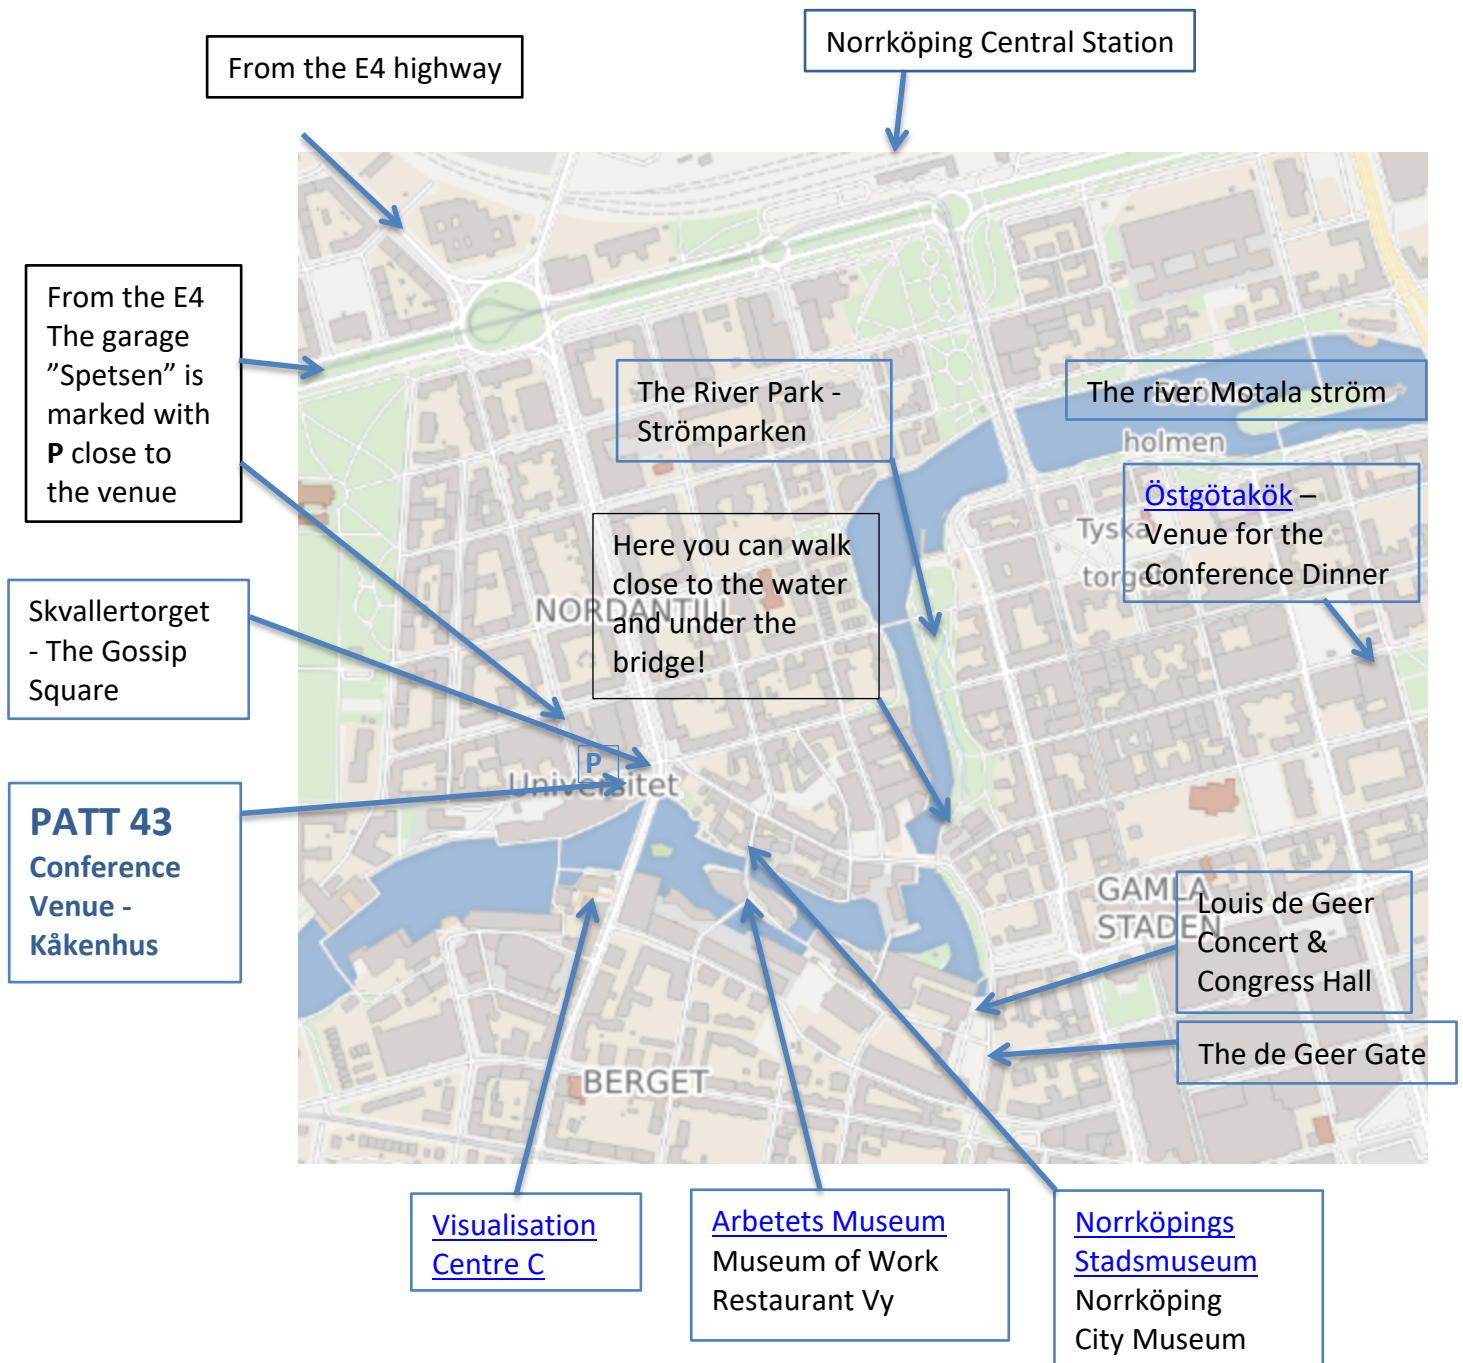 Norrköping Central Station
From the E4 highway
From the E4
The garage
”Spetsen” is
marked with
P close to
the venue
The River Park -
Strömparken
The river Motala ström
holmen
Östgötakök –
Venue for the
Conference Dinner
Tyska
torget
Here you can walk
close to the water
and under the
bridge!
NORDANTILL
Skvallertorget
- The Gossip
Square
P
Universitet
PATT 43
Conference
Venue -
Kåkenhus
GAMLA
STADEN
Louis de Geer
Concert &
Congress Hall
The de Geer Gate
BERGET
Visualisation
Centre C
Arbetets Museum
Museum of Work
Restaurant Vy
Norrköpings
Stadsmuseum
Norrköping
City Museum